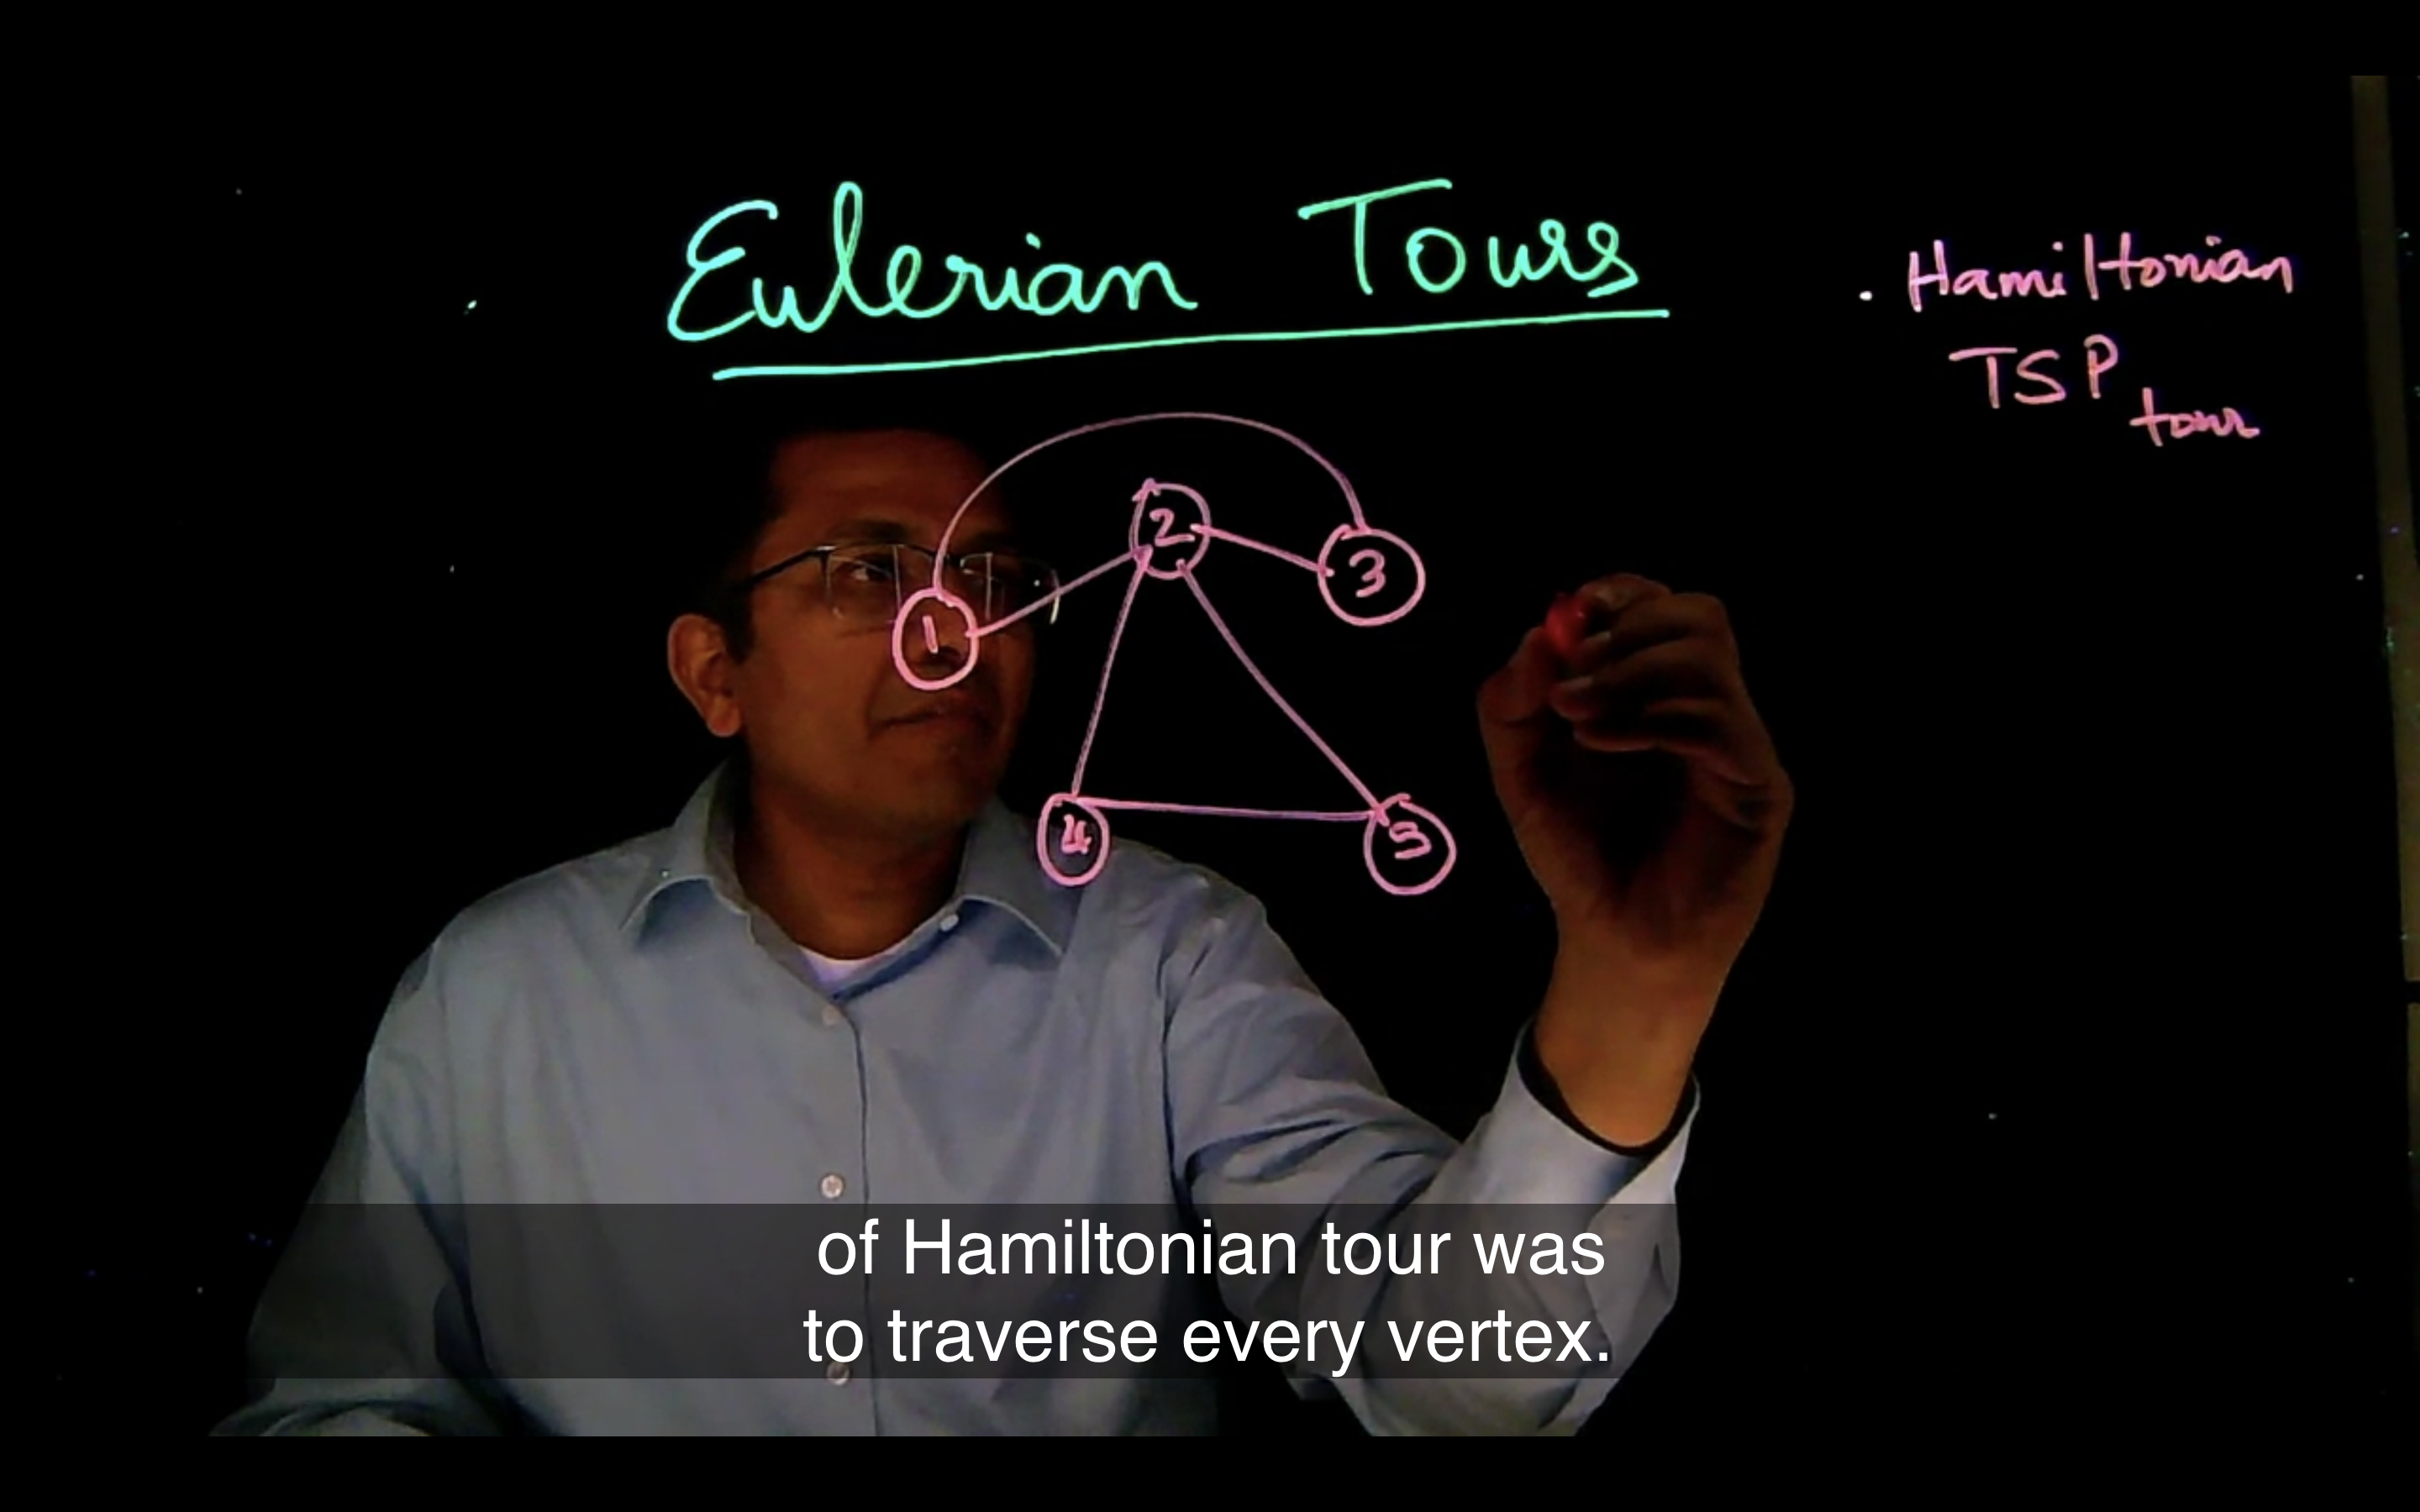 Eulerian Tours
. Hamiltonian
TSP
tour
2
3
1
4
5
of Hamiltonian tour was
to traverse every vertex.